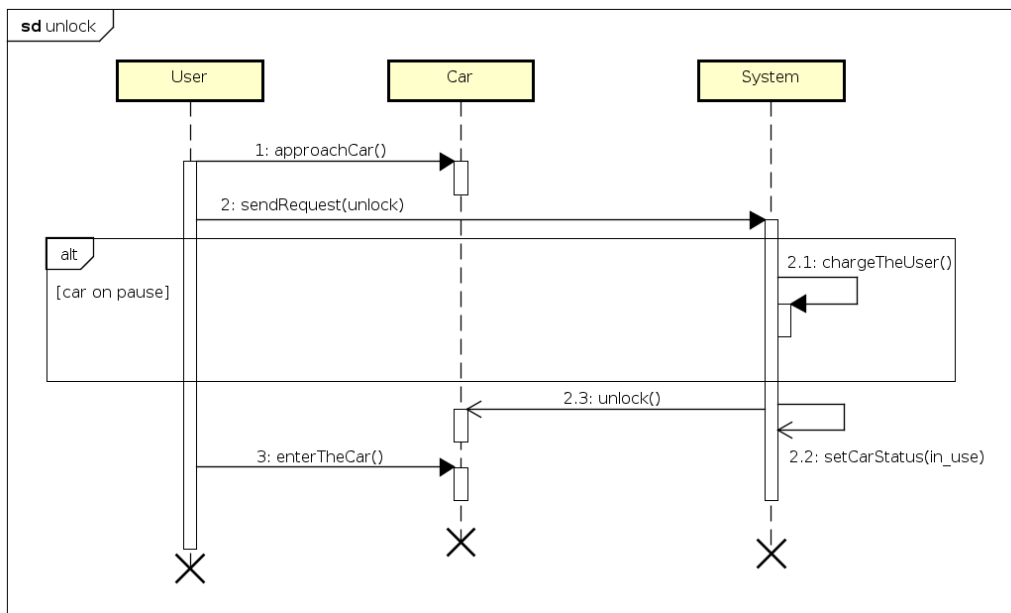 sd unlock
User
Car
System
1: approachCar()
2: sendRequest(unlock)
alt
2.1: chargeTheUser()
[car on pause]
2.3: unlock()
3: enterTheCar()
2.2: setCarStatus(in_use)